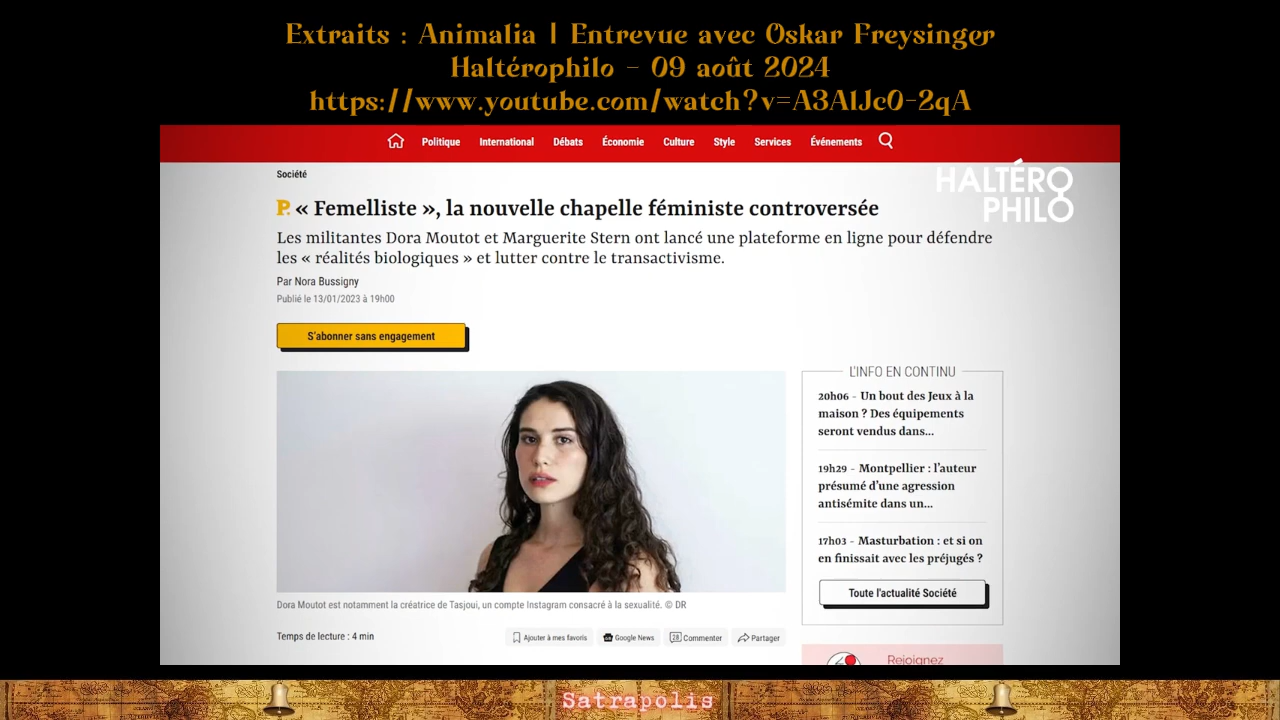 Extraits : Animalia | Entrevue avec Oskar Freysinger
Haltérophilo - 09 août 2024
https://www.youtube.com/watch?v=A3AlJc0-2qA
Politique International Débats Économie Culture Style Services Événements
HALTÉRO
PHILO
Société
P. « Femelliste », la nouvelle chapelle féministe controversée
Les militantes Dora Moutot et Marguerite Stern ont lancé une plateforme en ligne pour défendre
les « réalités biologiques » et lutter contre le transactivisme.
Par Nora Bussigny
Publié le 13/01/2023 à 19h00
S'abonner sans engagement
Dora Moutot est notamment la créatrice de Tasjoui, un compte Instagram consacré à la sexualité. © DR
Temps de lecture : 4 min
Ajouter à mes favoris
Google News
28 Commenter
Partager
L'INFO EN CONTINU
20h06 - Un bout des Jeux à la
maison ? Des équipements
seront vendus dans...
19h29 - Montpellier : l'auteur
présumé d'une agression
antisémite dans un...
17h03 - Masturbation : et si on
en finissait avec les préjugés ?
Toute l'actualité Société
Rejoignez
Satrapolis